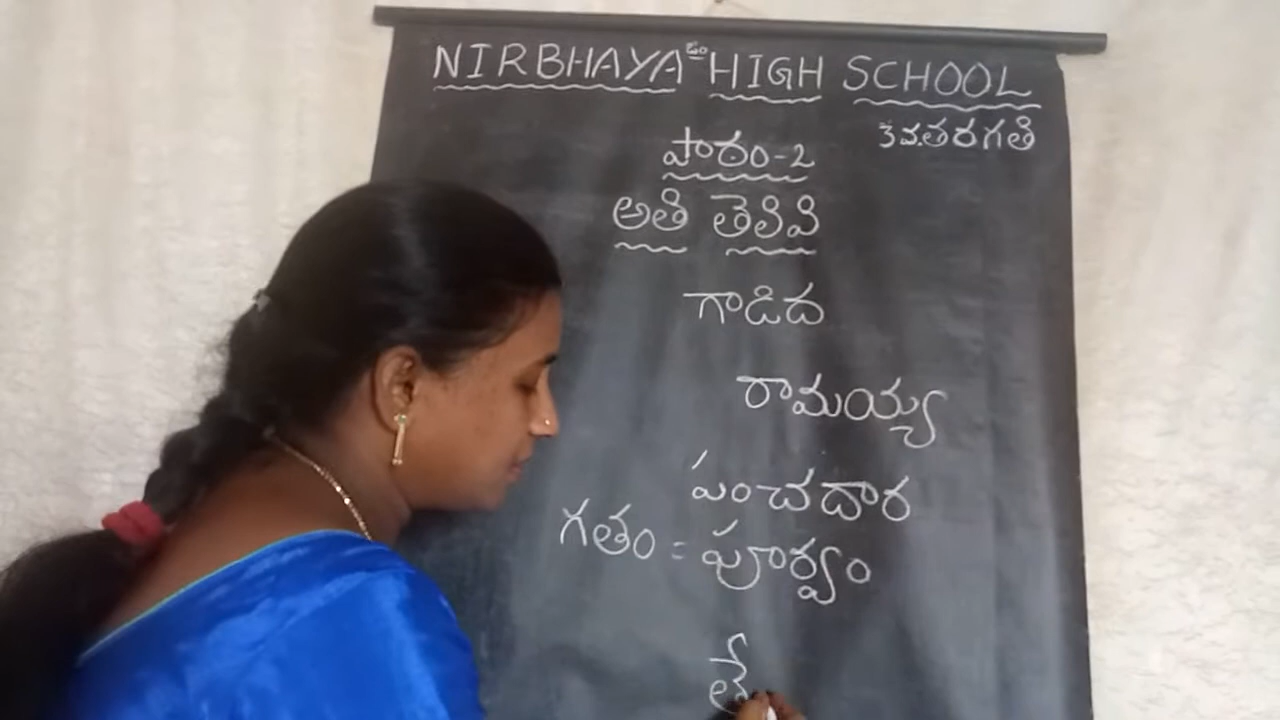 NIRBHAYA HIGH SCHOOL
3వ.తరగతి
పాఠం-2
అతి తెలివి
గాడిద
రామయ్య
పంచదార
గతం = పూర్వం
తే